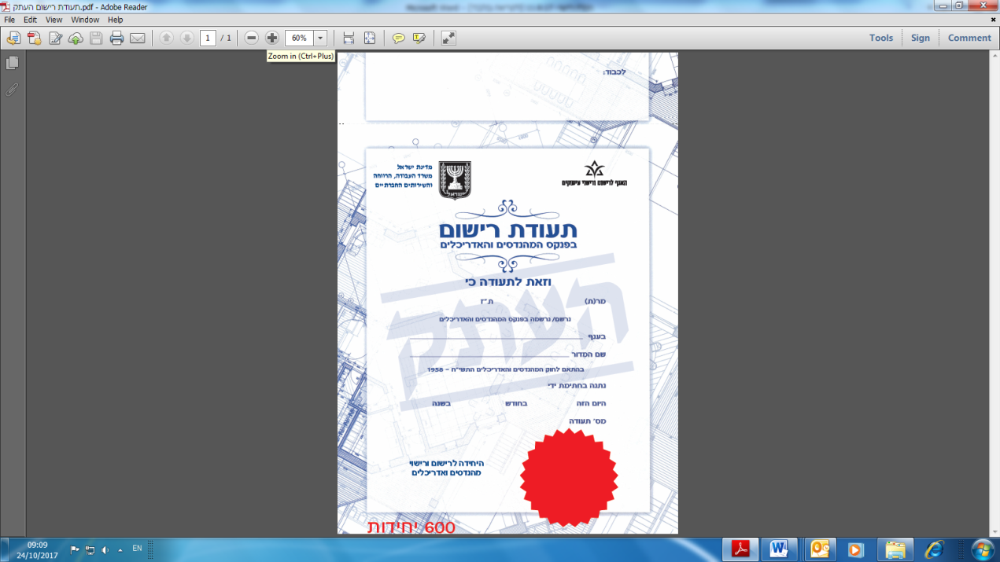 תעודת רישום העתק.pdf - Adobe Reader
File Edit View Window Help
1 / 1 60% Tools Sign Comment
Zoom in (Ctrl+Plus)
לכבוד:
מדינת ישראל
משרד העבודה, הרווחה
והשירותים החברתיים
האגף לרישום ורישוי עיסוקים
ישראל
תעודת רישום
בפנקס המהנדסים והאדריכלים
וזאת לתעודה כי
מר(ת) ת"ז
נרשם/ נרשמה בפנקס המהנדסים והאדריכלים
בענף
שם המדור
בהתאם לחוק המהנדסים והאדריכלים התשי"ח – 1958
נתנה בחתימת ידי
היום הזה בחודש בשנה
מס' תעודה
העתק
היחידה לרישום ורישוי
מהנדסים ואדריכלים
600 יחידות
09:09
24/10/2017
EN